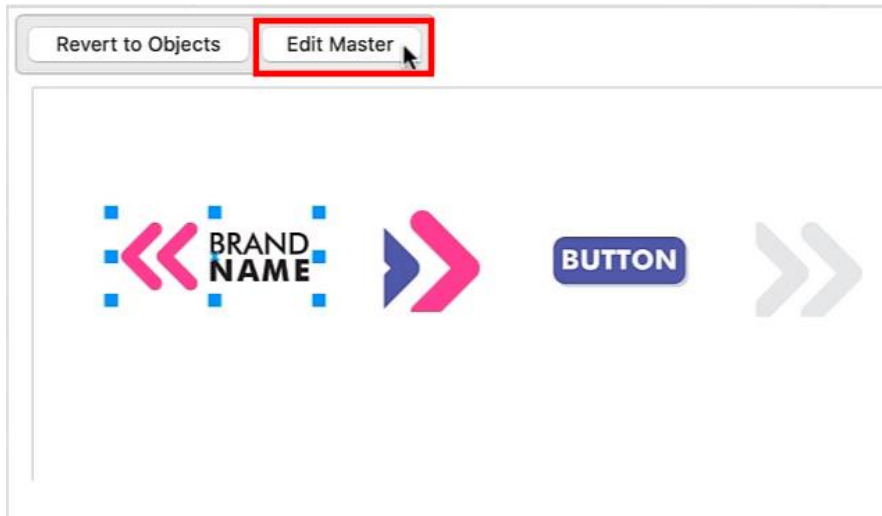 Revert to Objects
Edit Master
BRAND
NAME
BUTTON